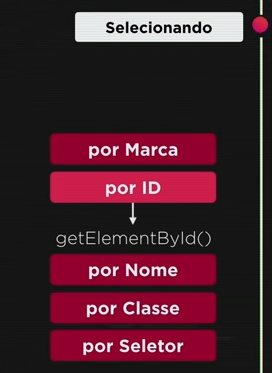 Selecionando
por Marca
por ID
getElementById()
por Nome
por Classe
por Seletor